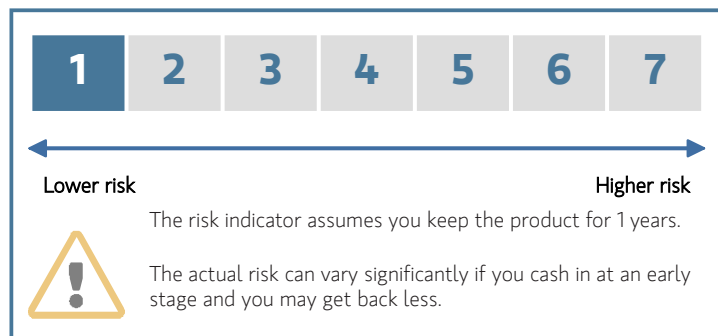 1 2 3 4 5 6 7
Lower risk Higher risk
The risk indicator assumes you keep the product for 1 years.
The actual risk can vary significantly if you cash in at an early
stage and you may get back less.